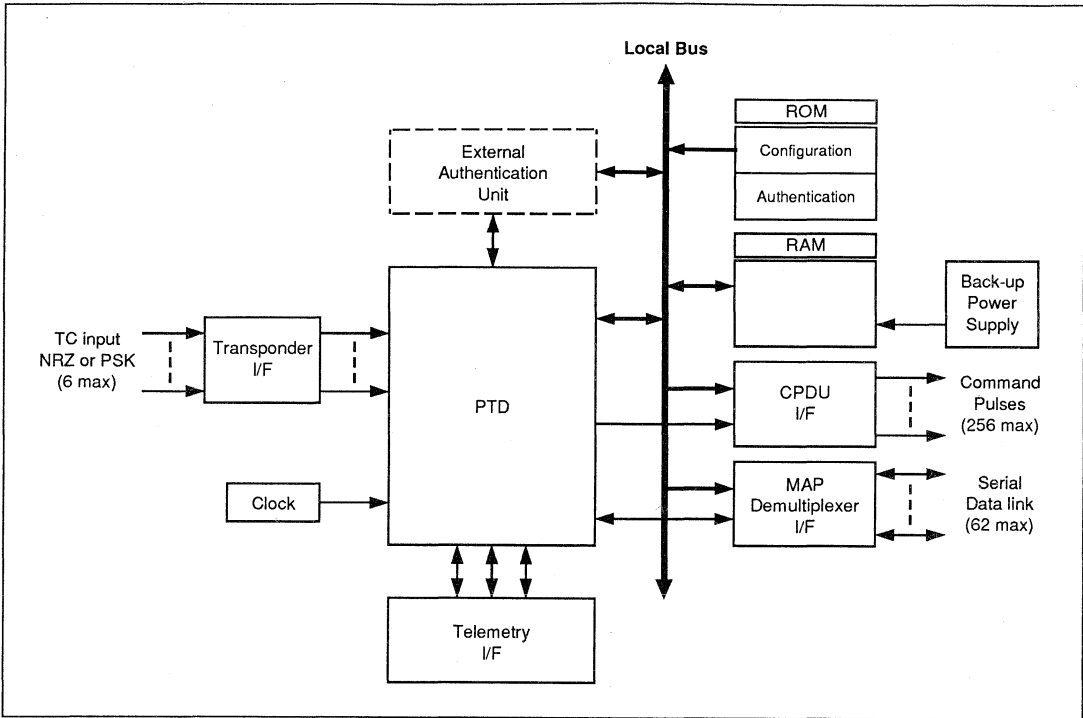 Local Bus
ROM
Configuration
Authentication
External
Authentication
Unit
RAM
Back-up
Power
Supply
TC input
NRZ or PSK
(6 max)
Transponder
I/F
PTD
CPDU
I/F
Command
Pulses
(256 max)
Clock
MAP
Demultiplexer
I/F
Serial
Data link
(62 max)
Telemetry
I/F